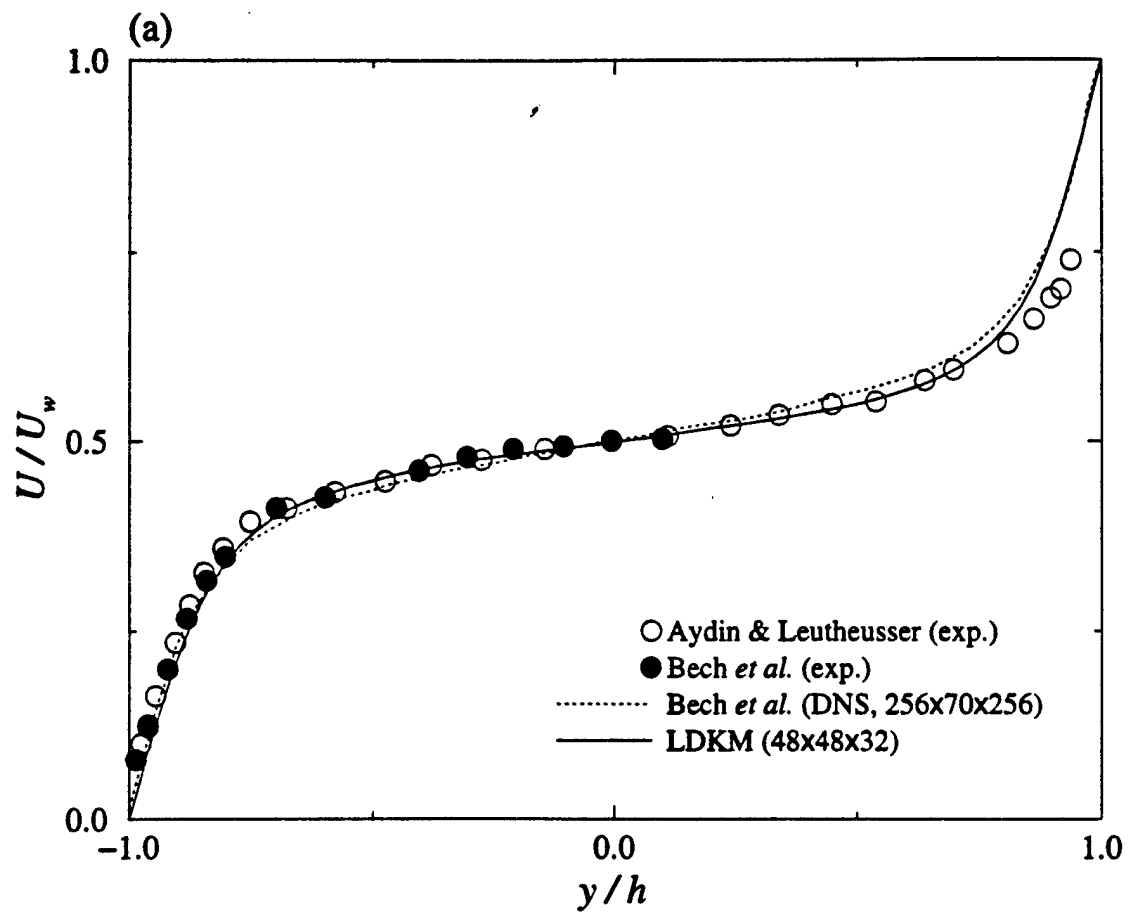 (a)
1.0
0.5
0.0
U / U_w
−1.0
0.0
1.0
y / h
Aydin & Leutheusser (exp.)
Bech et al. (exp.)
Bech et al. (DNS, 256x70x256)
LDKM (48x48x32)